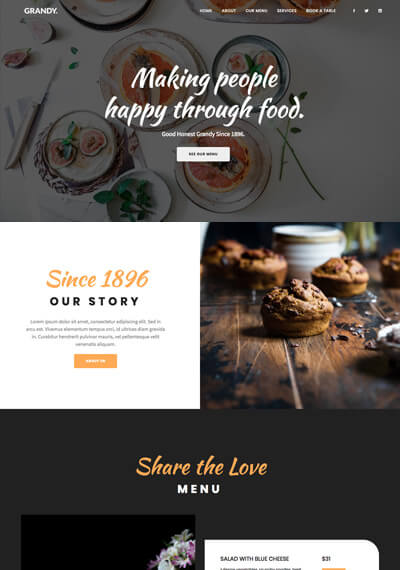 GRANDY.
HOME ABOUT OUR MENU SERVICES BOOK A TABLE
Making people
happy through food.
Good Honest Grandy Since 1896.
SEE OUR MENU
Since 1896
OUR STORY
Lorem ipsum dolor sit amet, consectetur adipiscing elit. Sed
eu arcu est. Vivamus elementum tempus orci, id ultrices diam gravida
in. Curabitur hendrerit pulvinar mauris, vel pellentesque velit
venenatis aliquam.
ABOUT US
Share the Love
MENU
SALAD WITH BLUE CHEESE $31